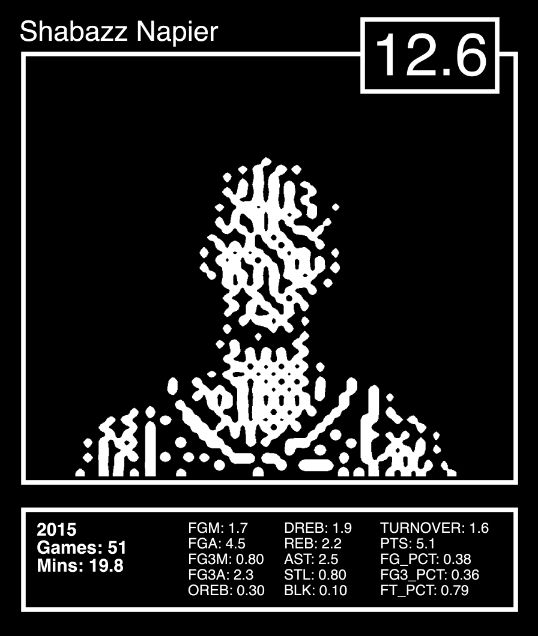 Shabazz Napier
12.6
2015
Games: 51
Mins: 19.8
FGM: 1.7
FGA: 4.5
FG3M: 0.80
FG3A: 2.3
OREB: 0.30
DREB: 1.9
REB: 2.2
AST: 2.5
STL: 0.80
BLK: 0.10
TURNOVER: 1.6
PTS: 5.1
FG_PCT: 0.38
FG3_PCT: 0.36
FT_PCT: 0.79